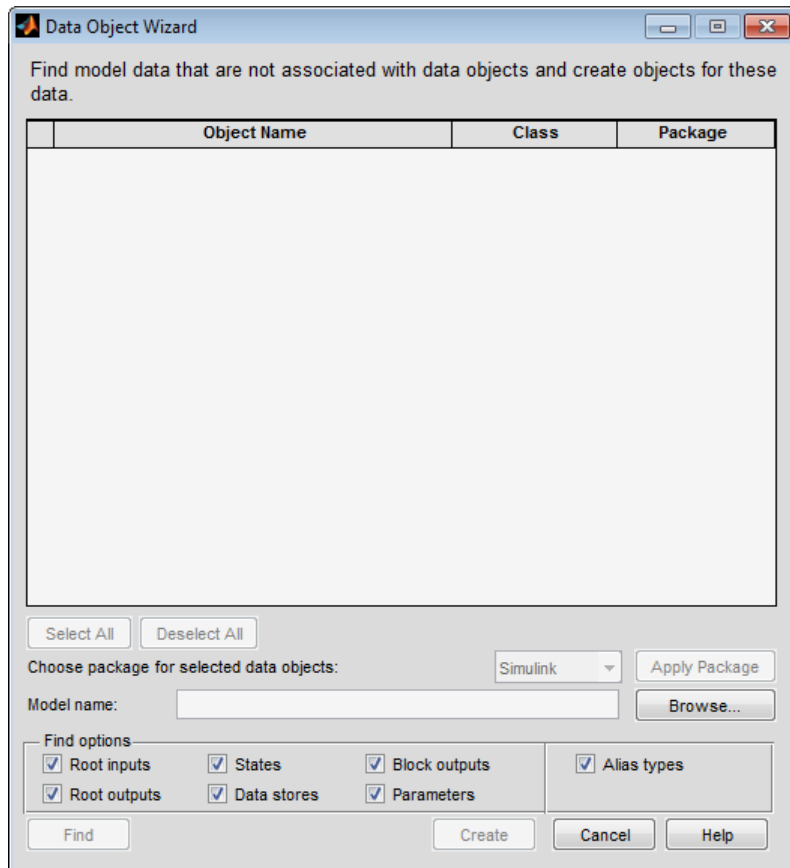 Data Object Wizard
Find model data that are not associated with data objects and create objects for these
data.
Object Name Class Package
Select All Deselect All
Choose package for selected data objects: Simulink Apply Package
Model name: Browse...
Find options
Root inputs States Block outputs Alias types
Root outputs Data stores Parameters
Find Create Cancel Help